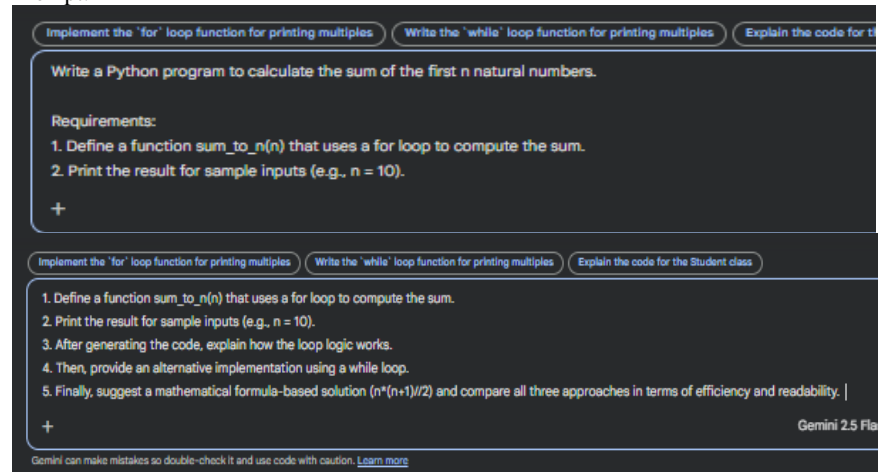 Implement the `for` loop function for printing multiples Write the `while` loop function for printing multiples Explain the code for
Write a Python program to calculate the sum of the first n natural numbers.
Requirements:
1. Define a function sum_to_n(n) that uses a for loop to compute the sum.
2. Print the result for sample inputs (e.g., n = 10).
+
Implement the `for` loop function for printing multiples Write the `while` loop function for printing multiples Explain the code for the Student class
1. Define a function sum_to_n(n) that uses a for loop to compute the sum.
2. Print the result for sample inputs (e.g., n = 10).
3. After generating the code, explain how the loop logic works.
4. Then, provide an alternative implementation using a while loop.
5. Finally, suggest a mathematical formula-based solution (n*(n+1)//2) and compare all three approaches in terms of efficiency and readability.
+ Gemini 2.5 Fla
Gemini can make mistakes so double-check it and use code with caution. Learn more